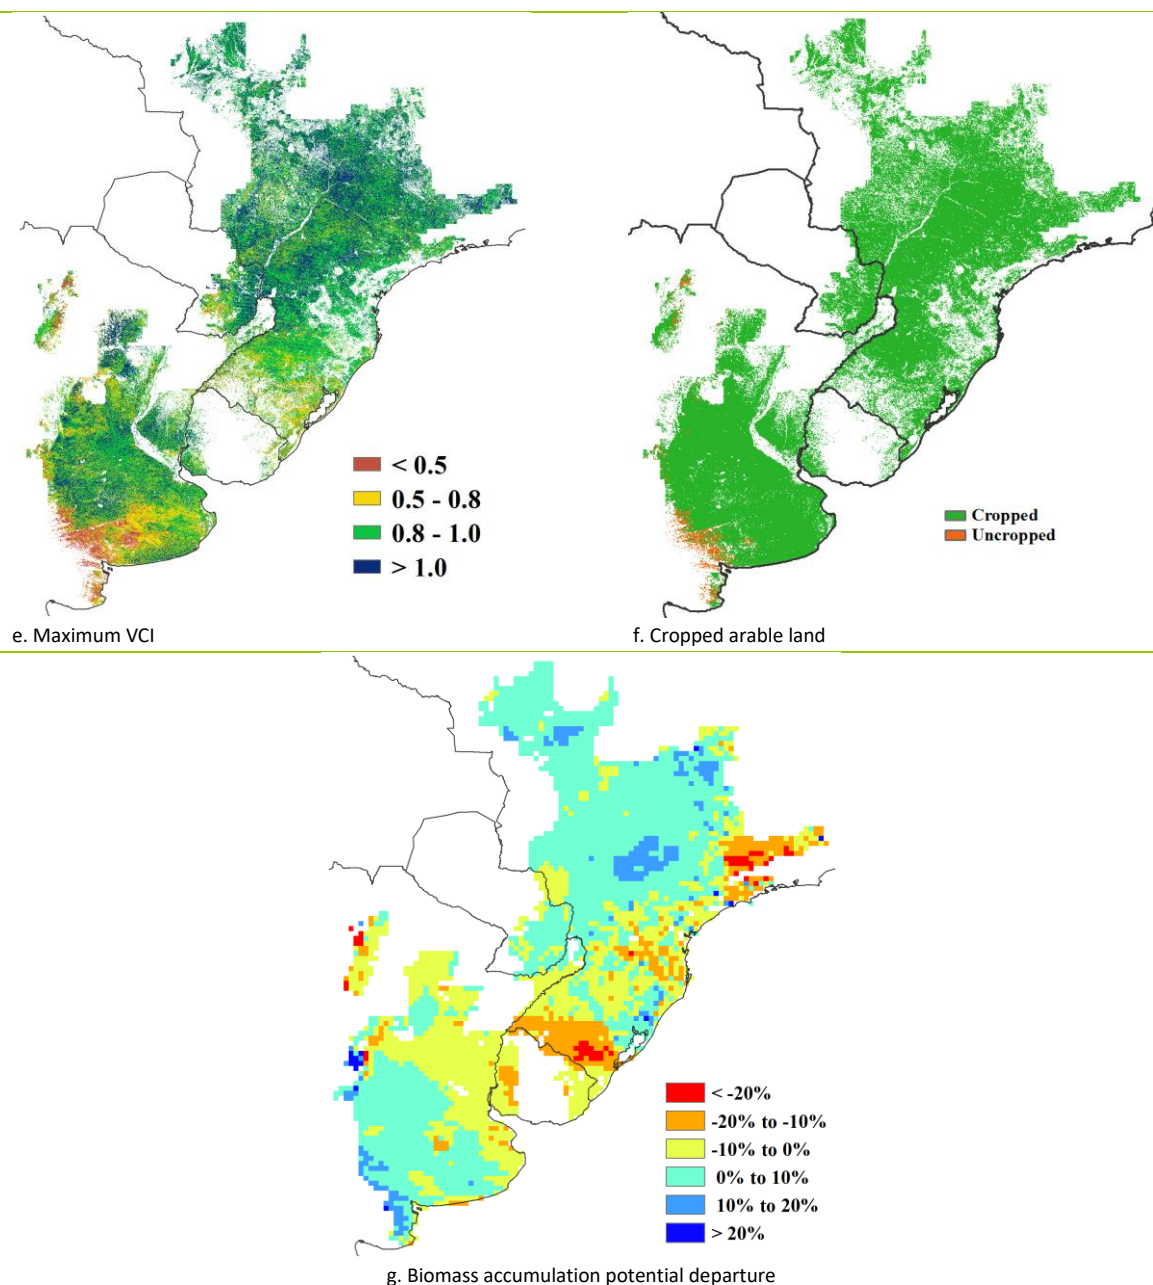 < 0.5
0.5 - 0.8
0.8 - 1.0
> 1.0
Cropped
Uncropped
e. Maximum VCI
f. Cropped arable land
< -20%
-20% to -10%
-10% to 0%
0% to 10%
10% to 20%
> 20%
g. Biomass accumulation potential departure